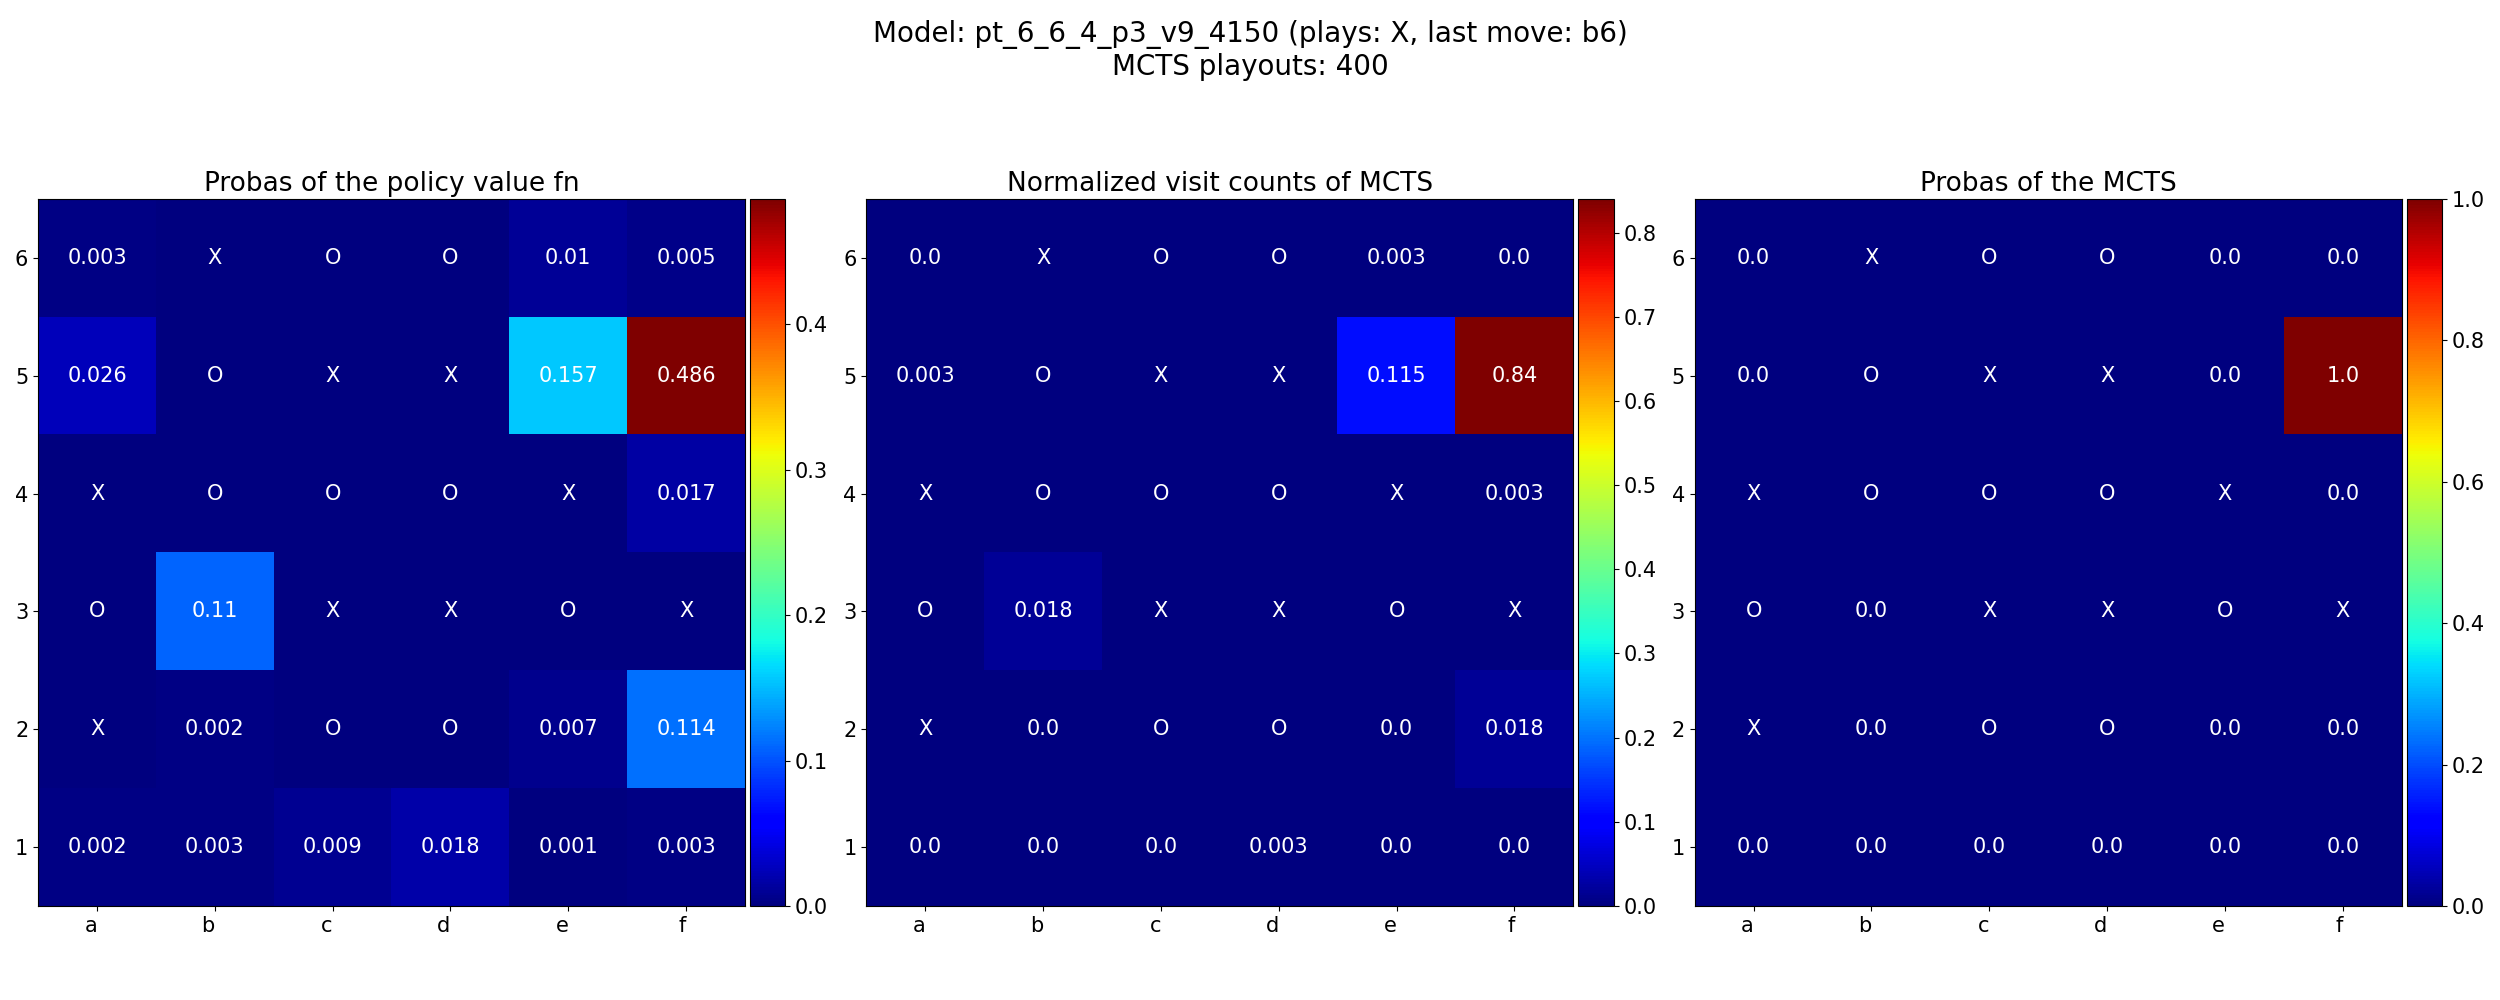 Model: pt_6_6_4_p3_v9_4150 (plays: X, last move: b6)
MCTS playouts: 400
Probas of the policy value fn
6 0.003 X O O 0.01 0.005
5 0.026 O X X 0.157 0.486
4 X O O O X 0.017
3 O 0.11 X X O X
2 X 0.002 O O 0.007 0.114
1 0.002 0.003 0.009 0.018 0.001 0.003
a b c d e f
0.4
0.3
0.2
0.1
0.0
Normalized visit counts of MCTS
6 0.0 X O O 0.003 0.0
5 0.003 O X X 0.115 0.84
4 X O O O X 0.003
3 O 0.018 X X O X
2 X 0.0 O O 0.0 0.018
1 0.0 0.0 0.0 0.003 0.0 0.0
a b c d e f
0.8
0.7
0.6
0.5
0.4
0.3
0.2
0.1
0.0
Probas of the MCTS
6 0.0 X O O 0.0 0.0
5 0.0 O X X 0.0 1.0
4 X O O O X 0.0
3 O 0.0 X X O X
2 X 0.0 O O 0.0 0.0
1 0.0 0.0 0.0 0.0 0.0 0.0
a b c d e f
1.0
0.8
0.6
0.4
0.2
0.0